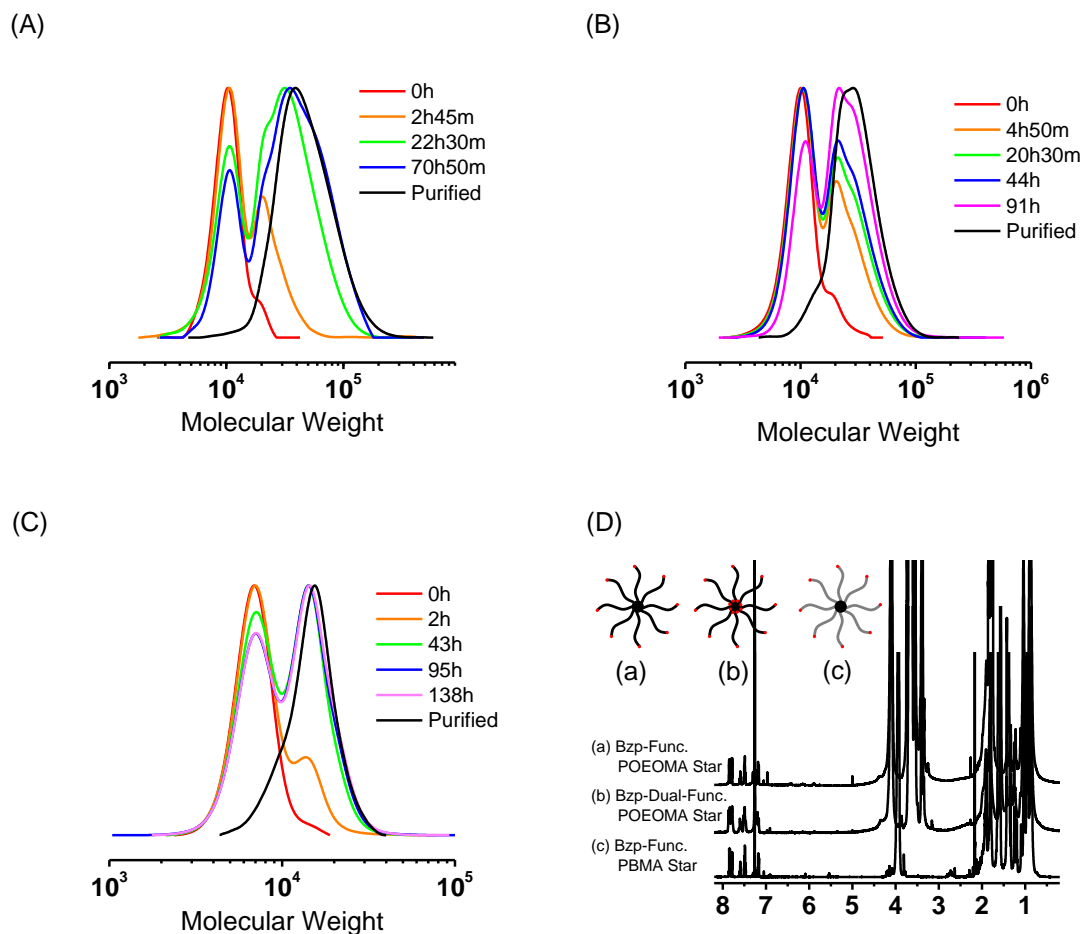 (A)
0h
2h45m
22h30m
70h50m
Purified
10³ 10⁴ 10⁵
Molecular Weight
(B)
0h
4h50m
20h30m
44h
91h
Purified
10³ 10⁴ 10⁵ 10⁶
Molecular Weight
(C)
0h
2h
43h
95h
138h
Purified
10³ 10⁴ 10⁵
Molecular Weight
(D)
(a) (b) (c)
(a) Bzp-Func.
POEOMA Star
(b) Bzp-Dual-Func.
POEOMA Star
(c) Bzp-Func.
PBMA Star
8 7 6 5 4 3 2 1